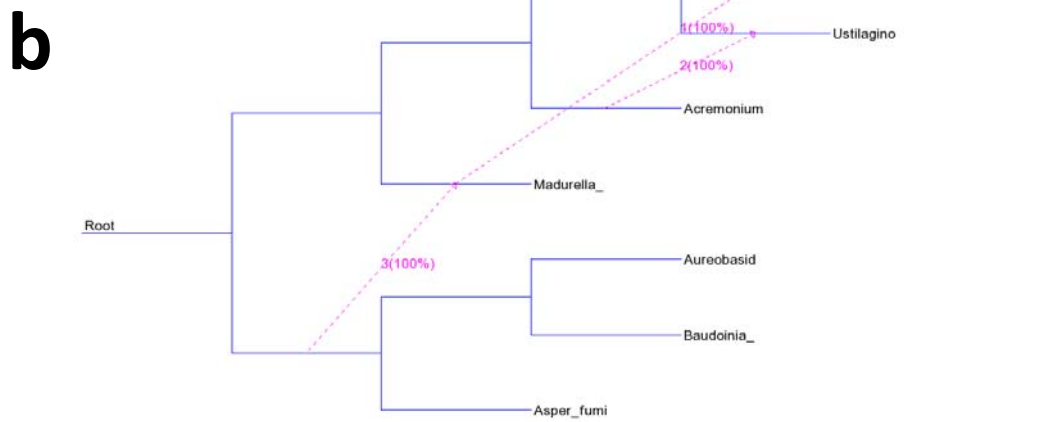 b
1(100%)
Ustilagino
2(100%)
Acremonium
Madurella_
Root
3(100%)
Aureobasid
Baudoinia_
Asper_fumi